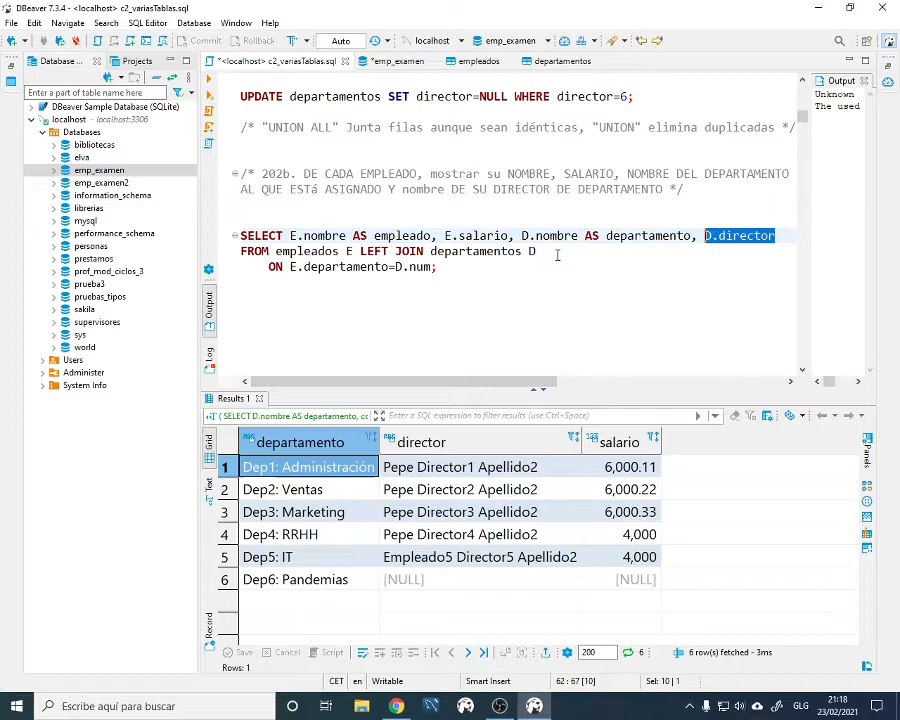 DBeaver 7.3.4 - <localhost> c2_variasTablas.sql
File Edit Navigate Search SQL Editor Database Window Help
Commit Rollback Auto localhost emp_examen
Database ... Projects
*<localhost> c2_variasTablas.sql *emp_examen empleados departamentos
Output
Enter a part of table name here
DBeaver Sample Database (SQLite)
localhost :3306
Databases
bibliotecas
elva
emp_examen
emp_examen2
information_schema
librerias
mysql
performance_schema
personas
prestamos
prof_mod_ciclos_3
prueba3
pruebas_tipos
sakila
supervisores
sys
world
Users
Administer
System Info
UPDATE departamentos SET director=NULL WHERE director=6;
/* "UNION ALL" Junta filas aunque sean idénticas, "UNION" elimina duplicadas */
/* 202b. DE CADA EMPLEADO, mostrar su NOMBRE, SALARIO, NOMBRE DEL DEPARTAMENTO
AL QUE ESTá ASIGNADO Y nombre DE SU DIRECTOR DE DEPARTAMENTO */
SELECT E.nombre AS empleado, E.salario, D.nombre AS departamento, D.director
FROM empleados E LEFT JOIN departamentos D
ON E.departamento=D.num;
Output
Log
Unknown
The used
Results 1
(SELECT D.nombre AS departamento, cc Enter a SQL expression to filter results (use Ctrl+Space)
Grid
Text
Record
Panels
departamento director salario
1 Dep1: Administración Pepe Director1 Apellido2 6,000.11
2 Dep2: Ventas Pepe Director2 Apellido2 6,000.22
3 Dep3: Marketing Pepe Director3 Apellido2 6,000.33
4 Dep4: RRHH Pepe Director4 Apellido2 4,000
5 Dep5: IT Empleado5 Director5 Apellido2 4,000
6 Dep6: Pandemias [NULL] [NULL]
Save Cancel Script 200 6 6 row(s) fetched - 3ms
Rows: 1
CET en Writable Smart Insert 62 : 67 [10] Sel: 10 | 1
Escribe aquí para buscar
21:18
23/02/2021